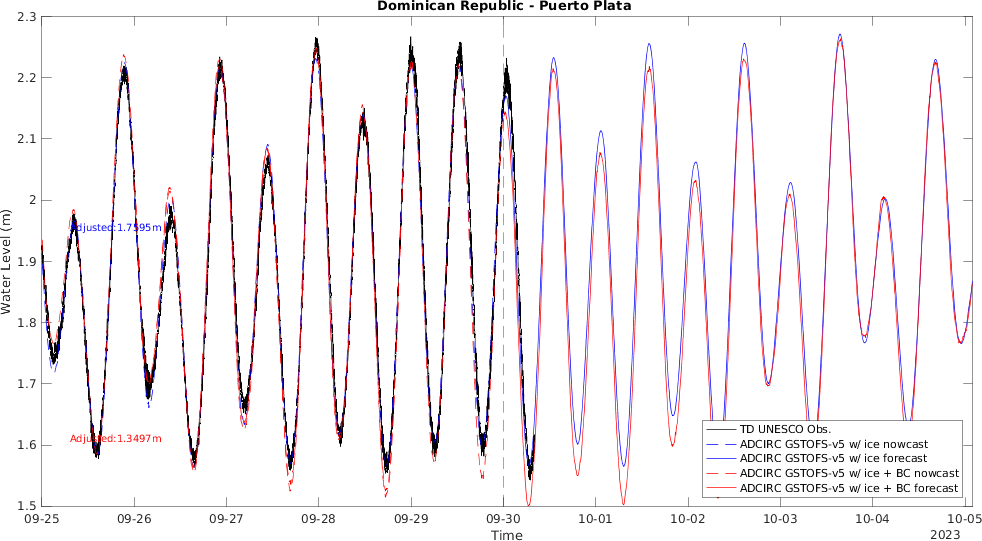 Dominican Republic - Puerto Plata
Water Level (m)
2.3
2.2
2.1
2
1.9
1.8
1.7
1.6
1.5
Adjusted:1.7595m
Adjusted:1.3497m
TD UNESCO Obs.
ADCIRC GSTOFS-v5 w/ ice nowcast
ADCIRC GSTOFS-v5 w/ ice forecast
ADCIRC GSTOFS-v5 w/ ice + BC nowcast
ADCIRC GSTOFS-v5 w/ ice + BC forecast
09-25 09-26 09-27 09-28 09-29 09-30 10-01 10-02 10-03 10-04 10-05
Time
2023